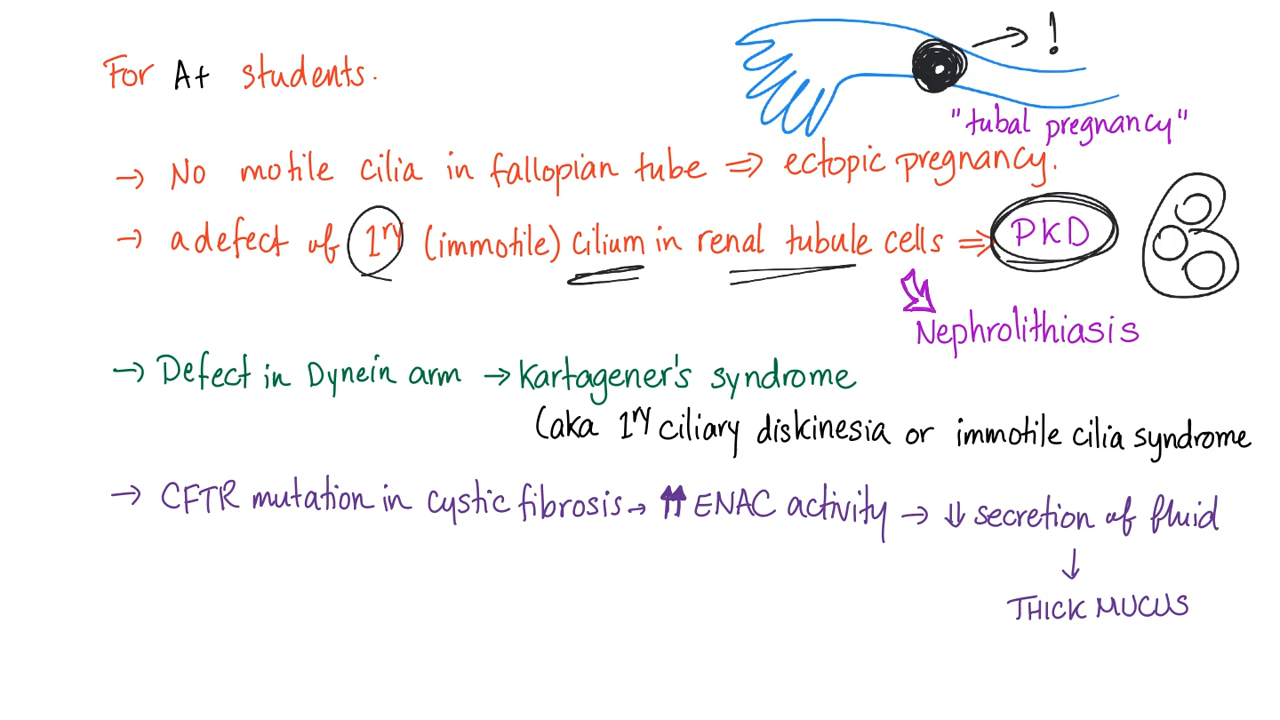 For A+ students.
→ !
"tubal pregnancy"
→ No motile cilia in fallopian tube ⇒ ectopic pregnancy.
→ a defect of 1ry (immotile) cilium in renal tubule cells ⇒ PKD
Nephrolithiasis
→ Defect in Dynein arm → Kartagener's syndrome
(aka 1ry ciliary diskinesia or immotile cilia syndrome
→ CFTR mutation in cystic fibrosis → ⇈ ENAC activity → ⇓ secretion of fluid
↓
THICK MUCUS